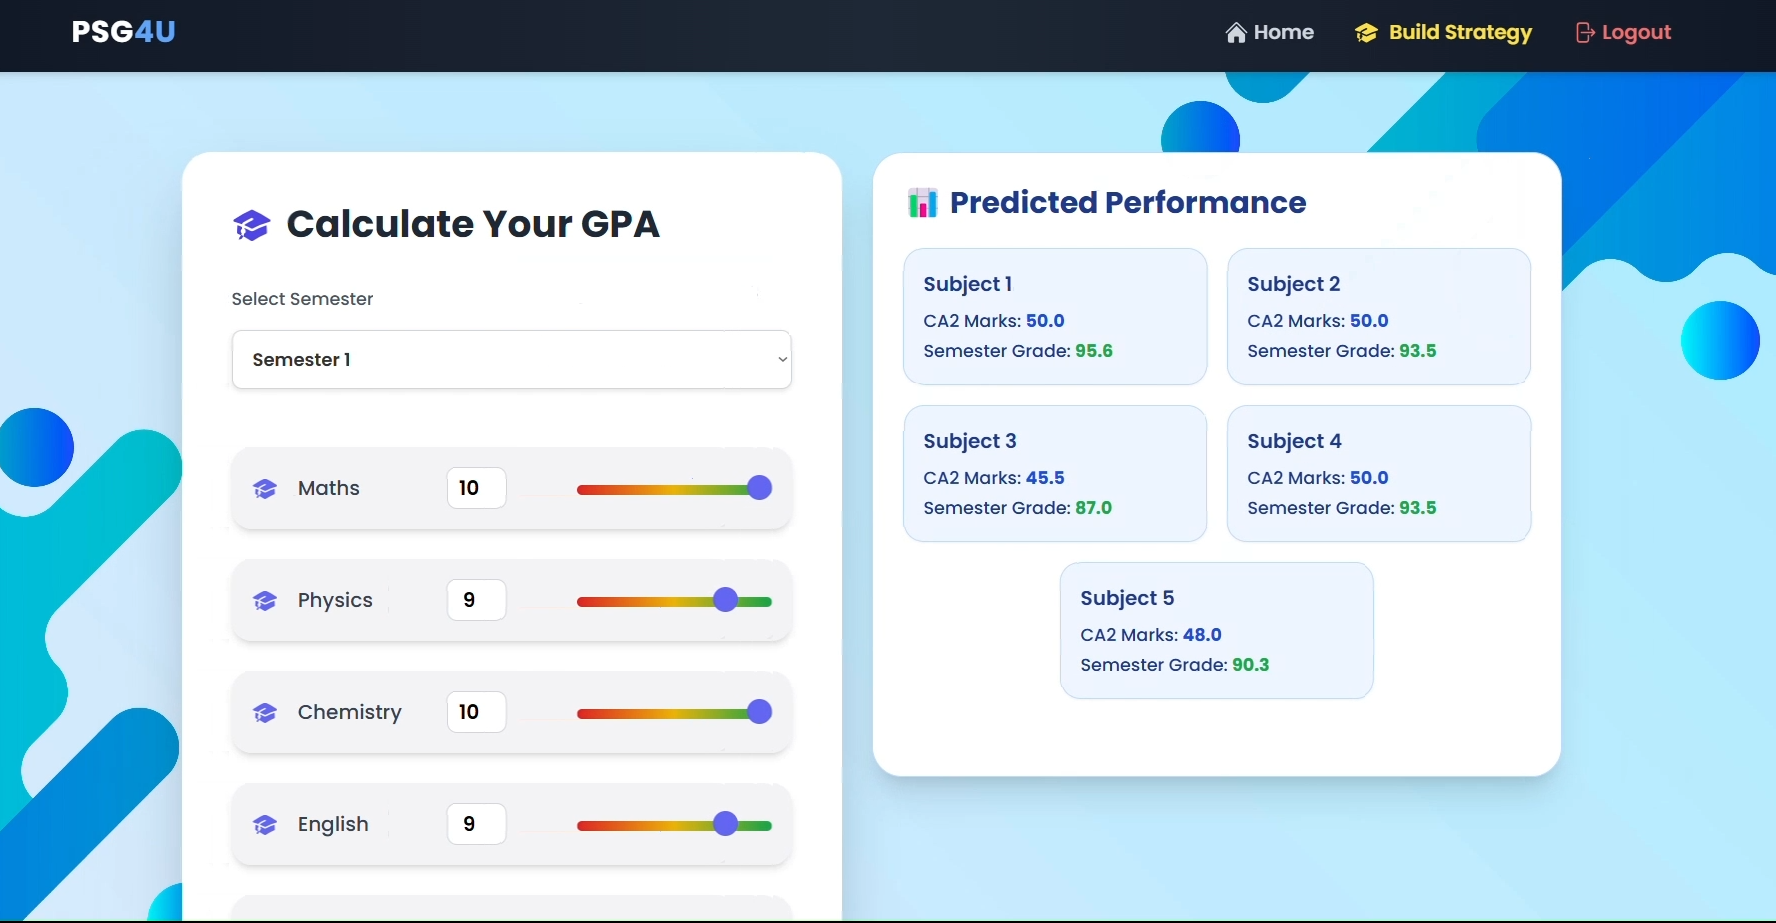 PSG4U
Home
Build Strategy
Logout
Calculate Your GPA
Select Semester
Semester 1
Maths
10
Physics
9
Chemistry
10
English
9
Predicted Performance
Subject 1
CA2 Marks: 50.0
Semester Grade: 95.6
Subject 2
CA2 Marks: 50.0
Semester Grade: 93.5
Subject 3
CA2 Marks: 45.5
Semester Grade: 87.0
Subject 4
CA2 Marks: 50.0
Semester Grade: 93.5
Subject 5
CA2 Marks: 48.0
Semester Grade: 90.3